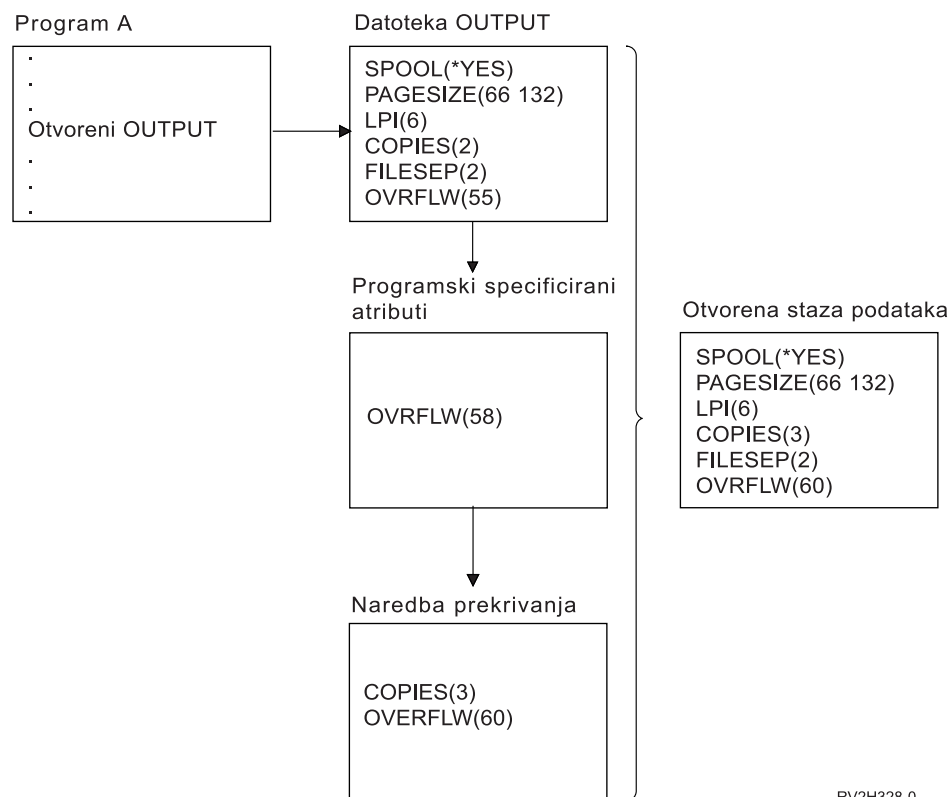 Program A
.
.
.
Otvoreni OUTPUT
.
.
.
Datoteka OUTPUT
SPOOL(*YES)
PAGESIZE(66 132)
LPI(6)
COPIES(2)
FILESEP(2)
OVRFLW(55)
Programski specificirani
atributi
OVRFLW(58)
Naredba prekrivanja
COPIES(3)
OVERFLW(60)
Otvorena staza podataka
SPOOL(*YES)
PAGESIZE(66 132)
LPI(6)
COPIES(3)
FILESEP(2)
OVRFLW(60)
RV2H328-0